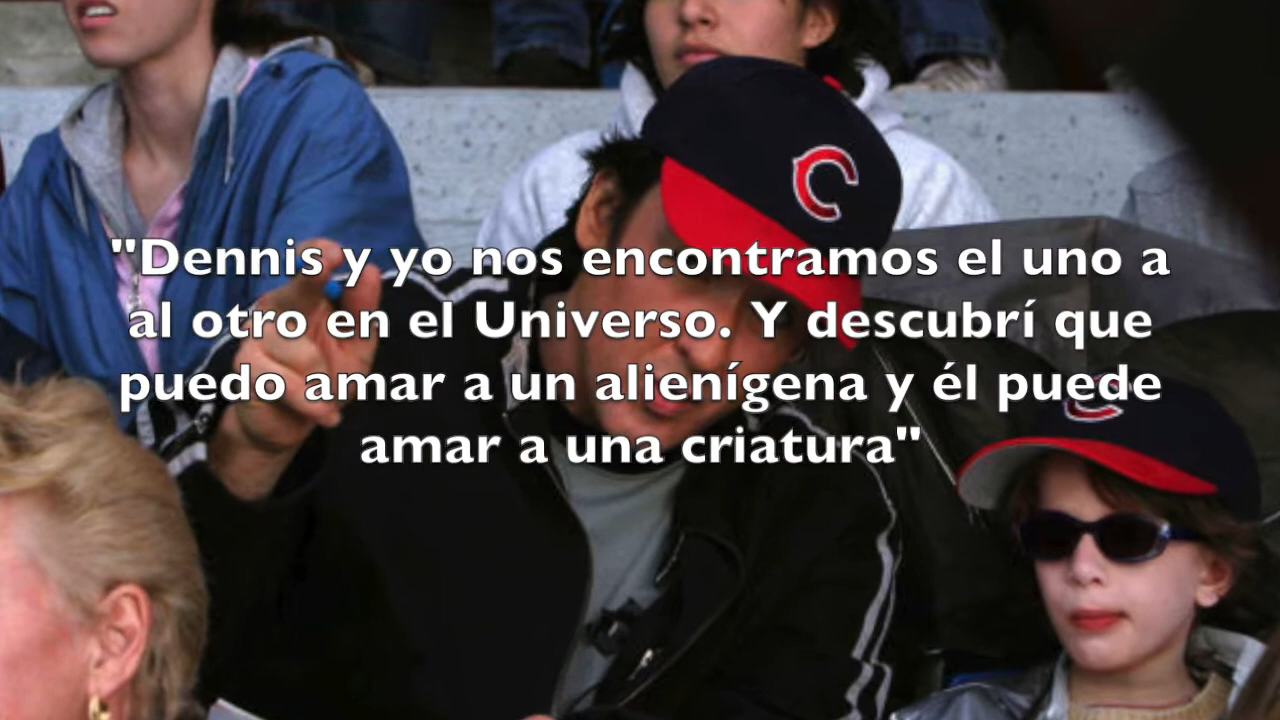 "Dennis y yo nos encontramos el uno a
al otro en el Universo. Y descubrí que
puedo amar a un alienígena y él puede
amar a una criatura"
C
C